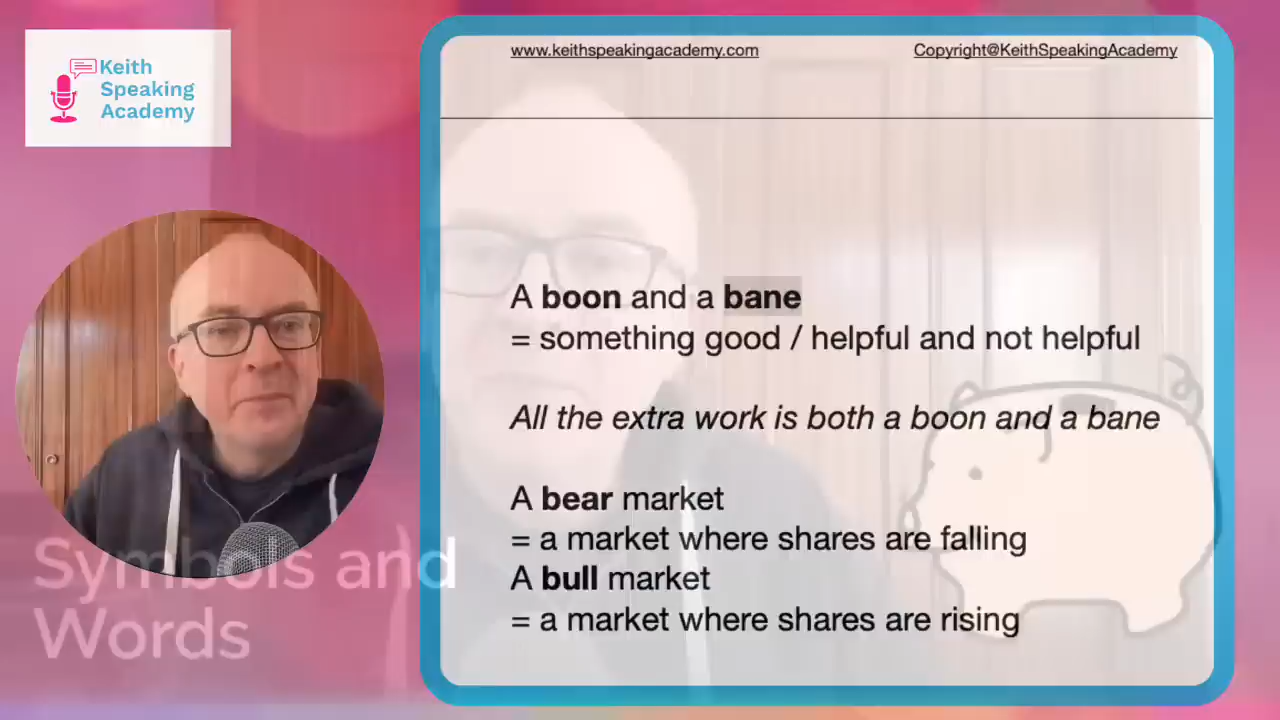 Keith
Speaking
Academy
www.keithspeakingacademy.com
Copyright@KeithSpeakingAcademy
A boon and a bane
= something good / helpful and not helpful
All the extra work is both a boon and a bane
A bear market
= a market where shares are falling
A bull market
= a market where shares are rising
Symbols and
Words